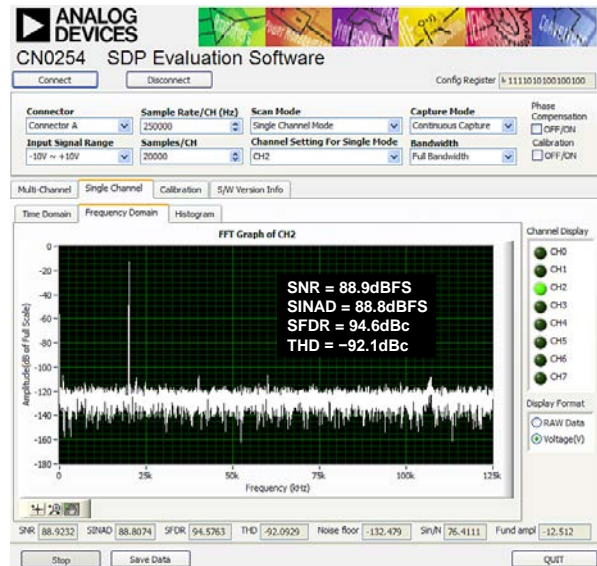 ANALOG
DEVICES
CN0254 SDP Evaluation Software
Connect Disconnect Config Register b 1111010100100100
Connector Sample Rate/CH (Hz) Scan Mode Capture Mode Phase Compensation
Connector A 250000 Single Channel Mode Continuous Capture OFF/ON
Input Signal Range Samples/CH Channel Setting For Single Mode Bandwidth Calibration
-10V ~ +10V 20000 CH2 Full Bandwidth OFF/ON
Multi-Channel Single Channel Calibration S/W Version Info
Time Domain Frequency Domain Histogram
FFT Graph of CH2
Channel Display
CH0
CH1
CH2
CH3
CH4
CH5
CH6
CH7
Display Format
RAW Data
Voltage(V)
SNR = 88.9dBFS
SINAD = 88.8dBFS
SFDR = 94.6dBc
THD = −92.1dBc
Amplitude(dB of Full Scale)
0
-20
-40
-60
-80
-100
-120
-140
-160
-180
0 25k 50k 75k 100k 125k
Frequency (kHz)
SNR 88.9232 SINAD 88.8074 SFDR 94.5763 THD -92.0929 Noise floor -132.479 Sin/N 76.4111 Fund ampl -12.512
Stop Save Data QUIT